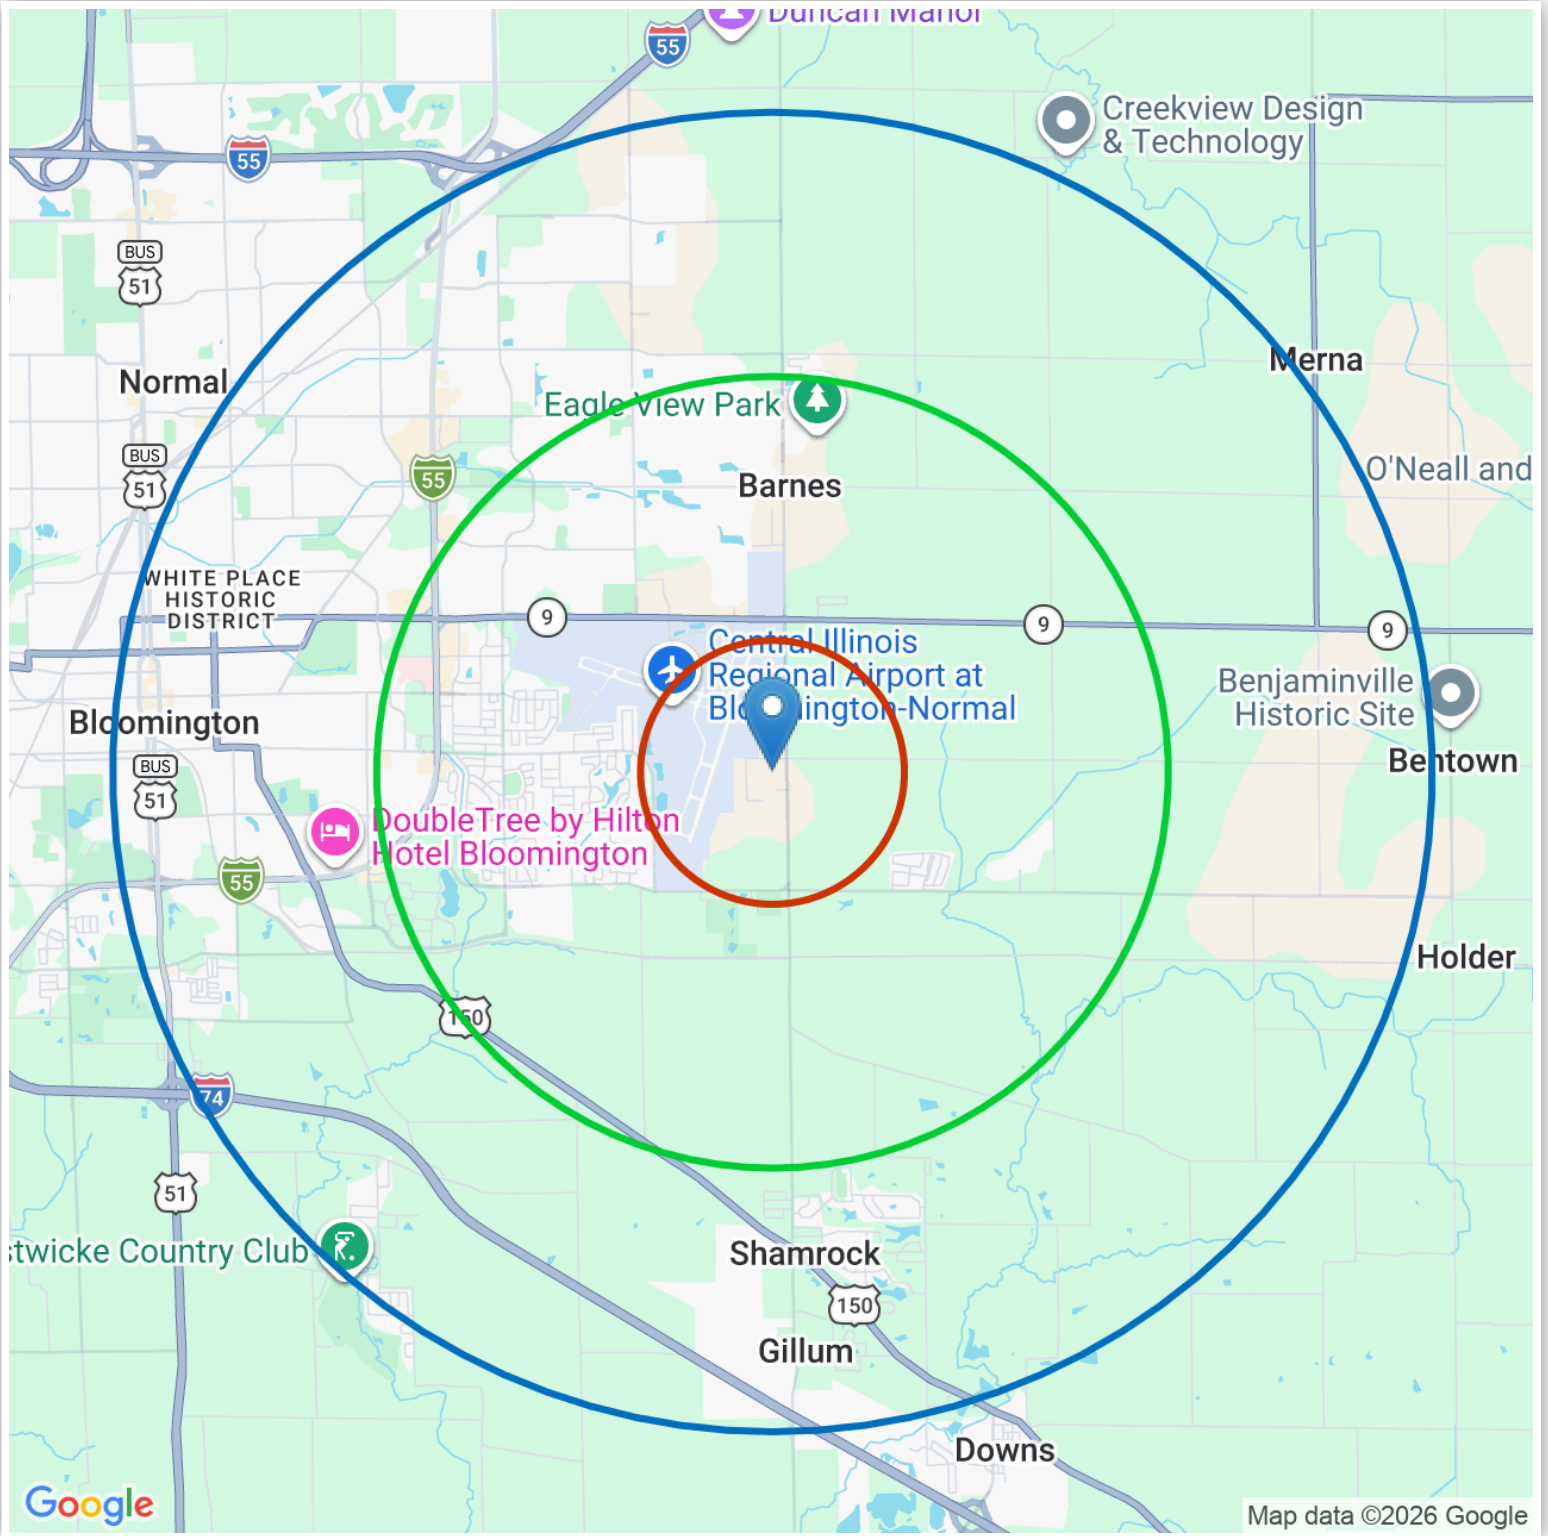 Duncan Manor
55
Creekview Design
& Technology
55
BUS
51
Merna
Normal
Eagle View Park
BUS
51
55
O'Neall and
Barnes
WHITE PLACE
HISTORIC
DISTRICT
9
9
9
Central Illinois
Regional Airport at
Bloomington-Normal
Benjaminville
Historic Site
Bloomington
Bentown
BUS
51
DoubleTree by Hilton
Hotel Bloomington
55
Holder
150
74
51
stwicke Country Club
Shamrock
150
Gillum
Downs
Google
Map data ©2026 Google